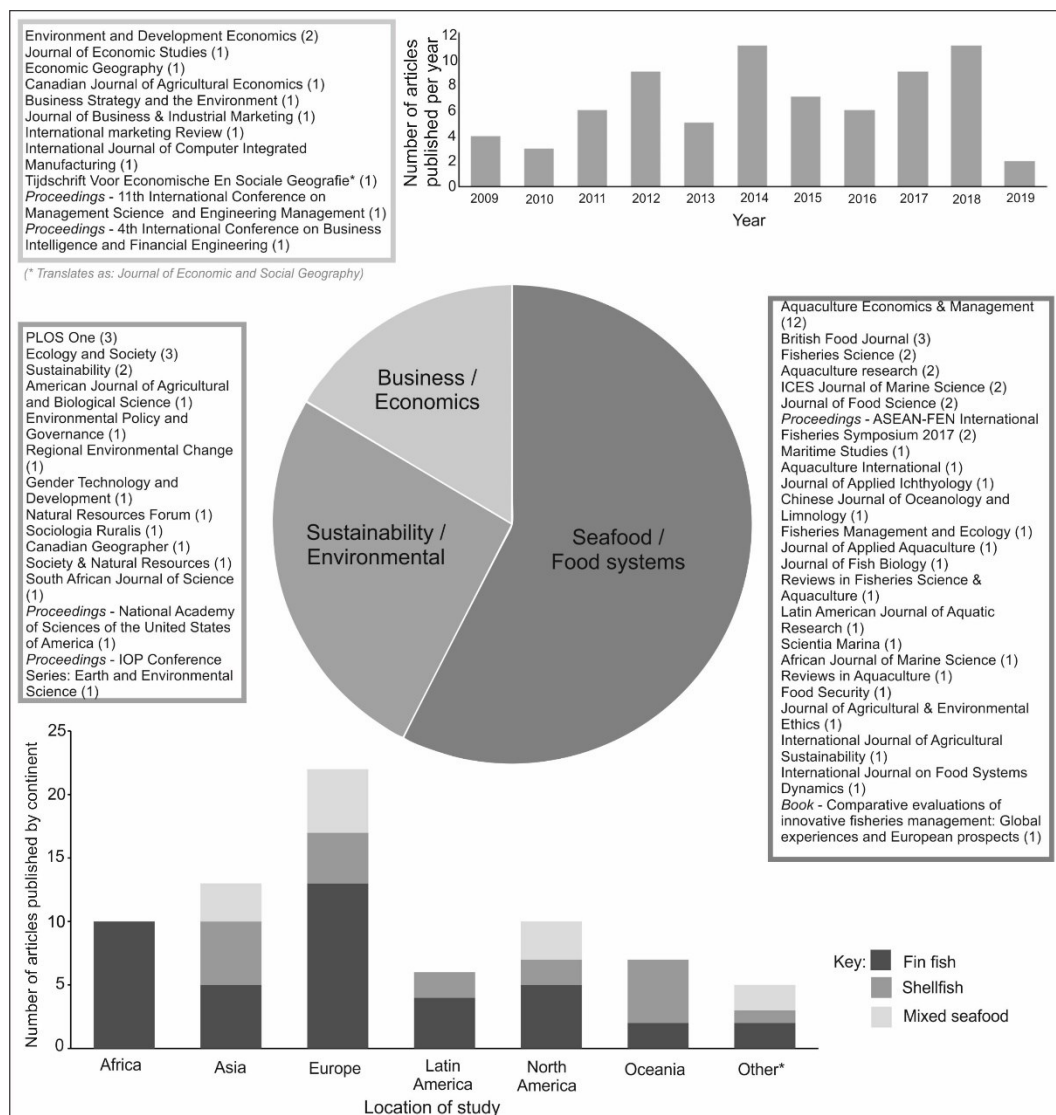 Environment and Development Economics (2)
Journal of Economic Studies (1)
Economic Geography (1)
Canadian Journal of Agricultural Economics (1)
Business Strategy and the Environment (1)
Journal of Business & Industrial Marketing (1)
International marketing Review (1)
International Journal of Computer Integrated
Manufacturing (1)
Tijdschrift Voor Economische En Sociale Geografie* (1)
Proceedings - 11th International Conference on
Management Science and Engineering Management (1)
Proceedings - 4th International Conference on Business
Intelligence and Financial Engineering (1)
(* Translates as: Journal of Economic and Social Geography)
Number of articles
published per year
12
10
8
6
4
2
0
2009 2010 2011 2012 2013 2014 2015 2016 2017 2018 2019
Year
PLOS One (3)
Ecology and Society (3)
Sustainability (2)
American Journal of Agricultural
and Biological Science (1)
Environmental Policy and
Governance (1)
Regional Environmental Change
(1)
Gender Technology and
Development (1)
Natural Resources Forum (1)
Sociologia Ruralis (1)
Canadian Geographer (1)
Society & Natural Resources (1)
South African Journal of Science
(1)
Proceedings - National Academy
of Sciences of the United States
of America (1)
Proceedings - IOP Conference
Series: Earth and Environmental
Science (1)
Business /
Economics
Sustainability /
Environmental
Seafood /
Food systems
Aquaculture Economics & Management
(12)
British Food Journal (3)
Fisheries Science (2)
Aquaculture research (2)
ICES Journal of Marine Science (2)
Journal of Food Science (2)
Proceedings - ASEAN-FEN International
Fisheries Symposium 2017 (2)
Maritime Studies (1)
Aquaculture International (1)
Journal of Applied Ichthyology (1)
Chinese Journal of Oceanology and
Limnology (1)
Fisheries Management and Ecology (1)
Journal of Applied Aquaculture (1)
Journal of Fish Biology (1)
Reviews in Fisheries Science &
Aquaculture (1)
Latin American Journal of Aquatic
Research (1)
Scientia Marina (1)
African Journal of Marine Science (1)
Reviews in Aquaculture (1)
Food Security (1)
Journal of Agricultural & Environmental
Ethics (1)
International Journal of Agricultural
Sustainability (1)
International Journal on Food Systems
Dynamics (1)
Book - Comparative evaluations of
innovative fisheries management: Global
experiences and European prospects (1)
Number of articles published by continent
25
20
15
10
5
0
Africa Asia Europe Latin
America North
America Oceania Other*
Location of study
Key: Fin fish
Shellfish
Mixed seafood